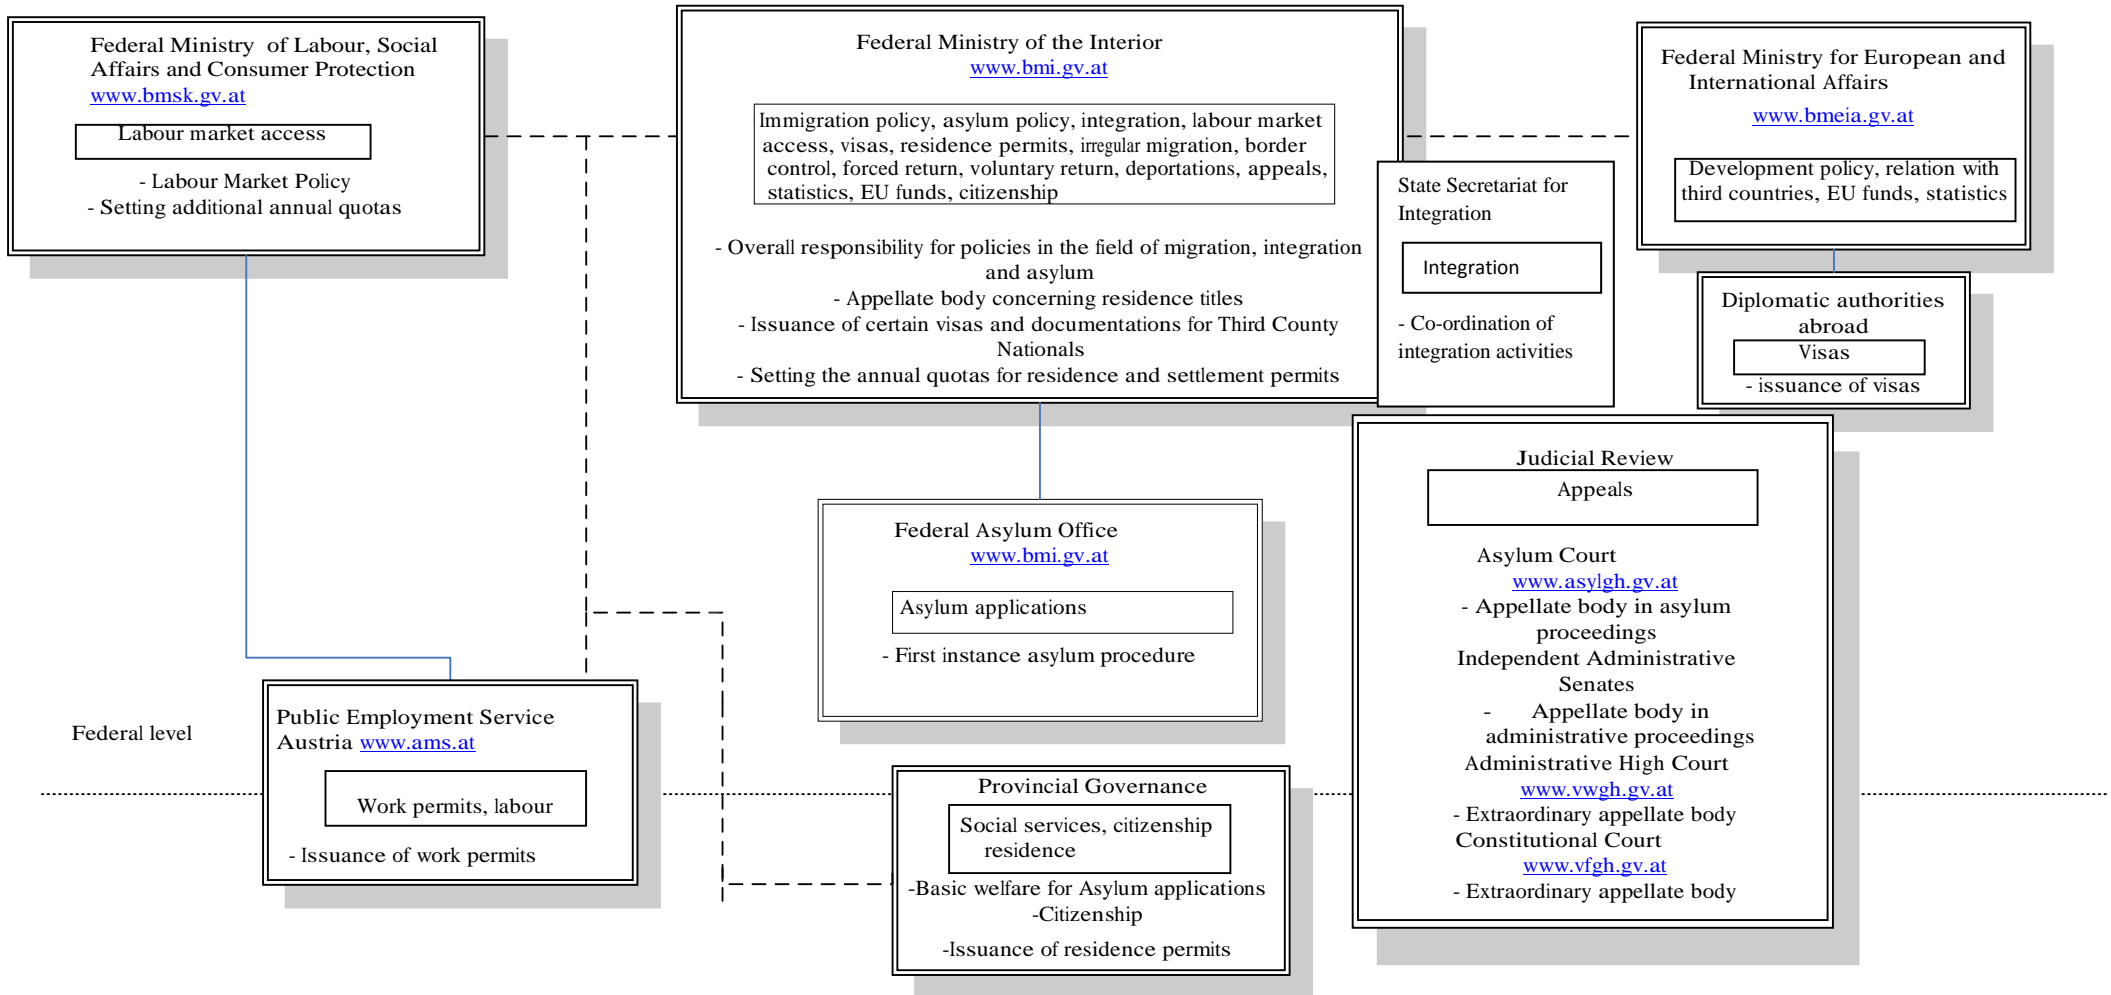 Federal Ministry of Labour, Social
Affairs and Consumer Protection
www.bmsk.gv.at
Labour market access
- Labour Market Policy
- Setting additional annual quotas
Federal Ministry of the Interior
www.bmi.gv.at
Immigration policy, asylum policy, integration, labour market
access, visas, residence permits, irregular migration, border
control, forced return, voluntary return, deportations, appeals,
statistics, EU funds, citizenship
- Overall responsibility for policies in the field of migration, integration
and asylum
- Appellate body concerning residence titles
- Issuance of certain visas and documentations for Third County
Nationals
- Setting the annual quotas for residence and settlement permits
State Secretariat for
Integration
Integration
- Co-ordination of
integration activities
Federal Ministry for European and
International Affairs
www.bmeia.gv.at
Development policy, relation with
third countries, EU funds, statistics
Diplomatic authorities
abroad
Visas
- issuance of visas
Federal Asylum Office
www.bmi.gv.at
Asylum applications
- First instance asylum procedure
Judicial Review
Appeals
Asylum Court
www.asylgh.gv.at
- Appellate body in asylum
proceedings
Independent Administrative
Senates
- Appellate body in
administrative proceedings
Administrative High Court
www.vwgh.gv.at
- Extraordinary appellate body
Constitutional Court
www.vfgh.gv.at
- Extraordinary appellate body
Federal level
Public Employment Service
Austria www.ams.at
Work permits, labour
- Issuance of work permits
Provincial Governance
Social services, citizenship
residence
-Basic welfare for Asylum applications
-Citizenship
-Issuance of residence permits